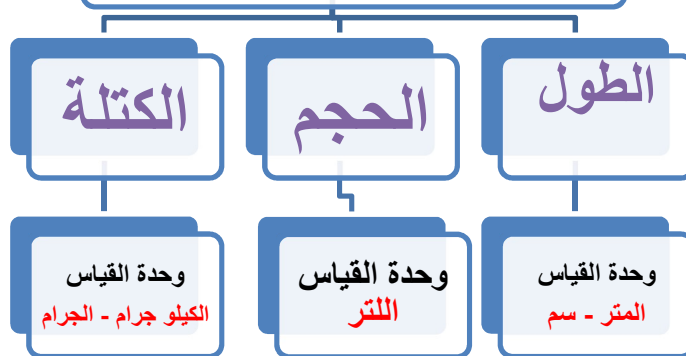 الطول
الحجم
الكتلة
وحدة القياس
المتر - سم
وحدة القياس
اللتر
وحدة القياس
الكيلو جرام - الجرام